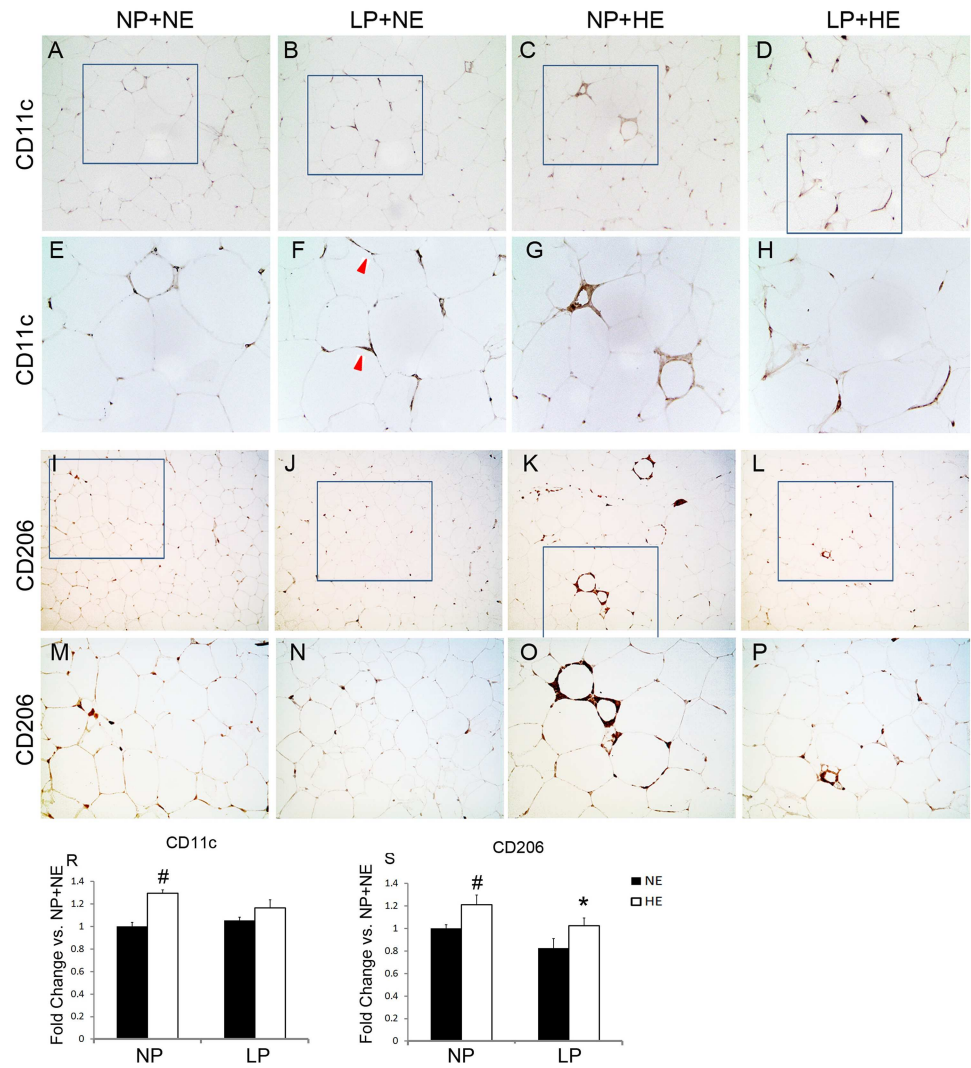 NP+NE LP+NE NP+HE LP+HE
A B C D
CD11c
E F G H
CD11c
I J K L
CD206
M N O P
CD206
R CD11c
Fold Change vs. NP+NE
1.4
1.2
1
0.8
0.6
0.4
0.2
0
#
NP LP
S CD206
Fold Change vs. NP+NE
1.4
1.2
1
0.8
0.6
0.4
0.2
0
#
*
NP LP
NE
HE